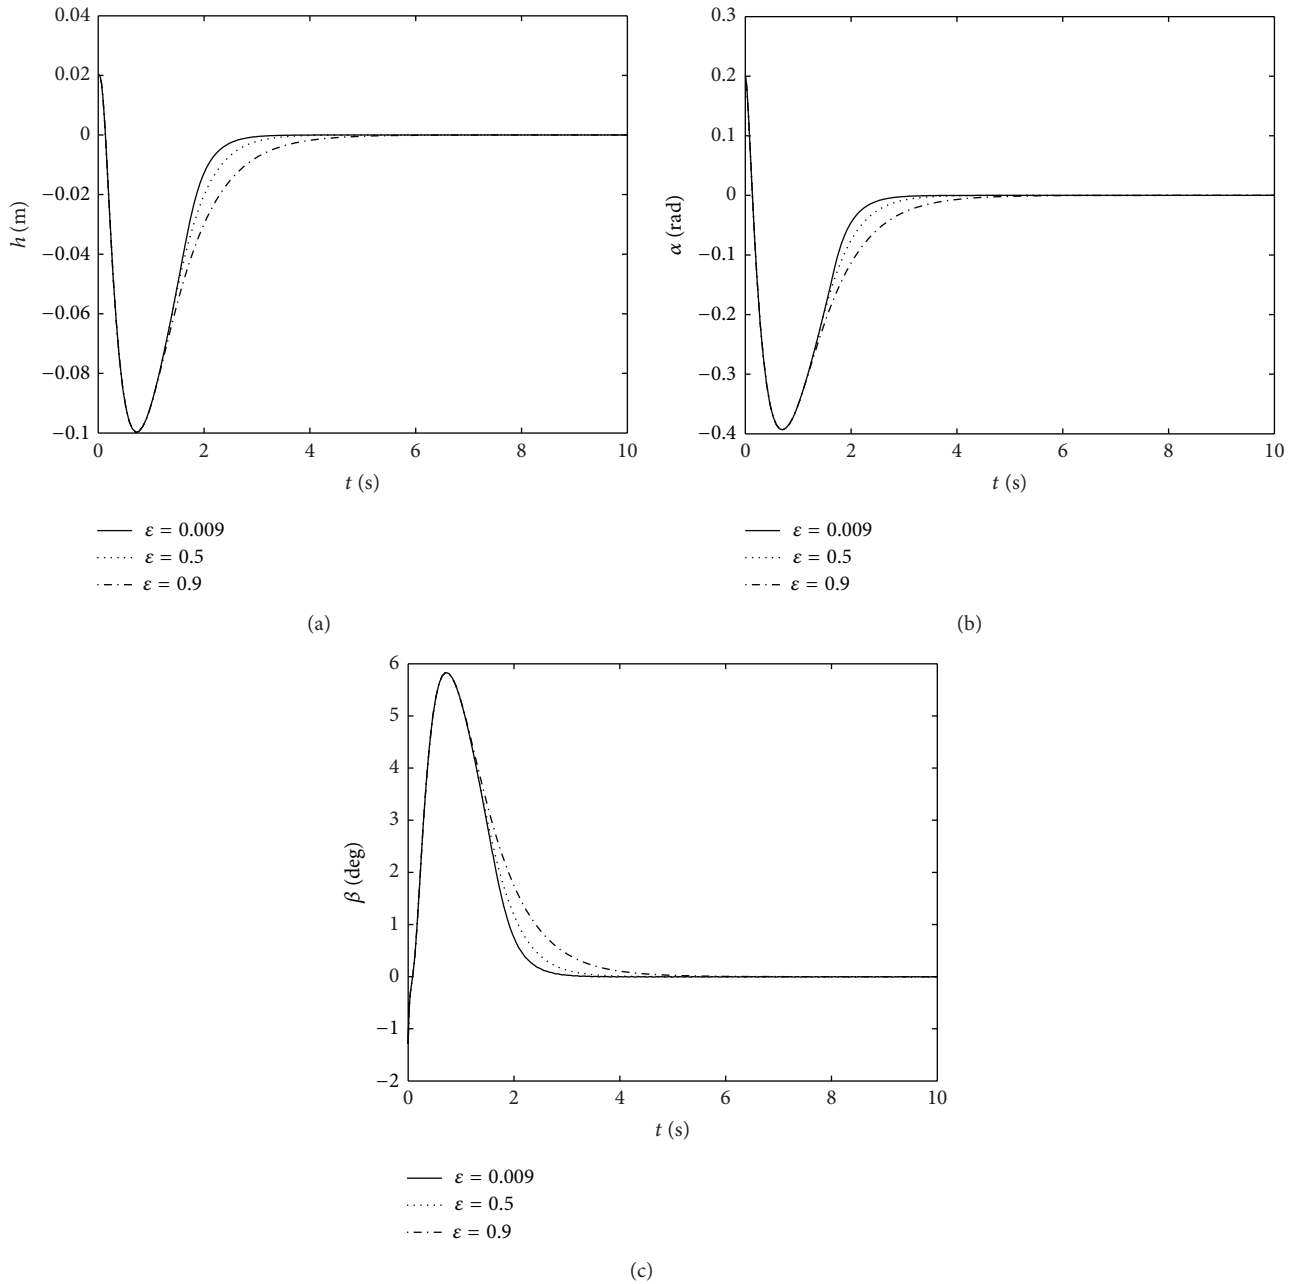 0.04
0.02
0
−0.02
−0.04
−0.06
−0.08
−0.1
h (m)
0 2 4 6 8 10
t (s)
ε = 0.009
ε = 0.5
ε = 0.9
(a)
0.3
0.2
0.1
0
−0.1
−0.2
−0.3
−0.4
α (rad)
0 2 4 6 8 10
t (s)
ε = 0.009
ε = 0.5
ε = 0.9
(b)
6
5
4
3
2
1
0
−1
−2
β (deg)
0 2 4 6 8 10
t (s)
ε = 0.009
ε = 0.5
ε = 0.9
(c)